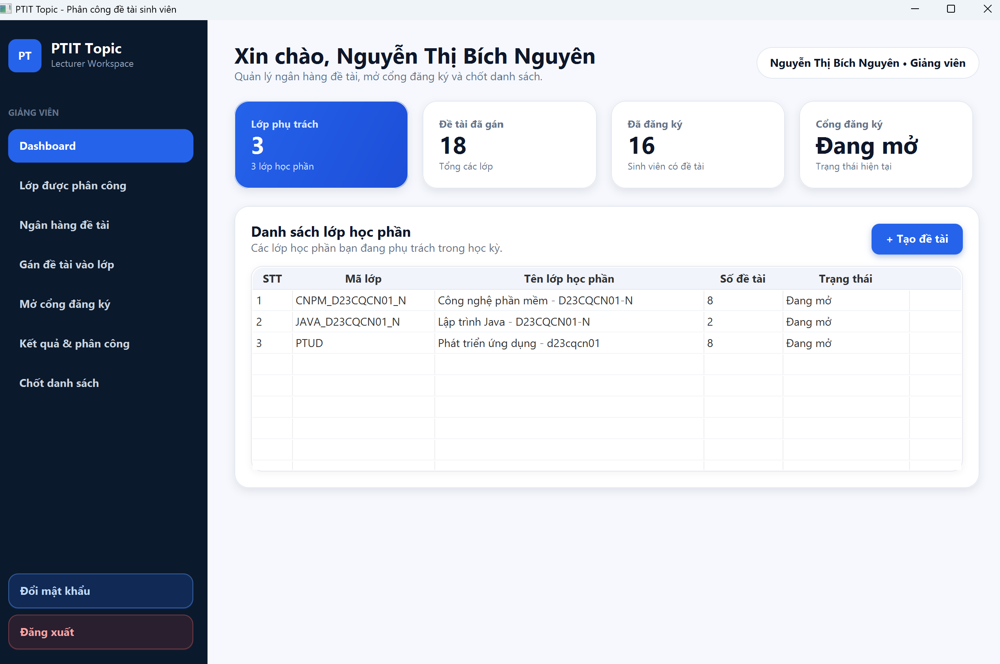 PTIT Topic - Phân công đề tài sinh viên
PT
PTIT Topic
Lecturer Workspace
GIẢNG VIÊN
Dashboard
Lớp được phân công
Ngân hàng đề tài
Gán đề tài vào lớp
Mở cổng đăng ký
Kết quả & phân công
Chốt danh sách
Đổi mật khẩu
Đăng xuất
Xin chào, Nguyễn Thị Bích Nguyên
Quản lý ngân hàng đề tài, mở cổng đăng ký và chốt danh sách.
Nguyễn Thị Bích Nguyên • Giảng viên
Lớp phụ trách
3
3 lớp học phần
Đề tài đã gán
18
Tổng các lớp
Đã đăng ký
16
Sinh viên có đề tài
Cổng đăng ký
Đang mở
Trạng thái hiện tại
Danh sách lớp học phần
Các lớp học phần bạn đang phụ trách trong học kỳ.
+ Tạo đề tài
STT Mã lớp Tên lớp học phần Số đề tài Trạng thái
1 CNPM_D23CQCN01_N Công nghệ phần mềm - D23CQCN01-N 8 Đang mở
2 JAVA_D23CQCN01_N Lập trình Java - D23CQCN01-N 2 Đang mở
3 PTUD Phát triển ứng dụng - d23cqcn01 8 Đang mở